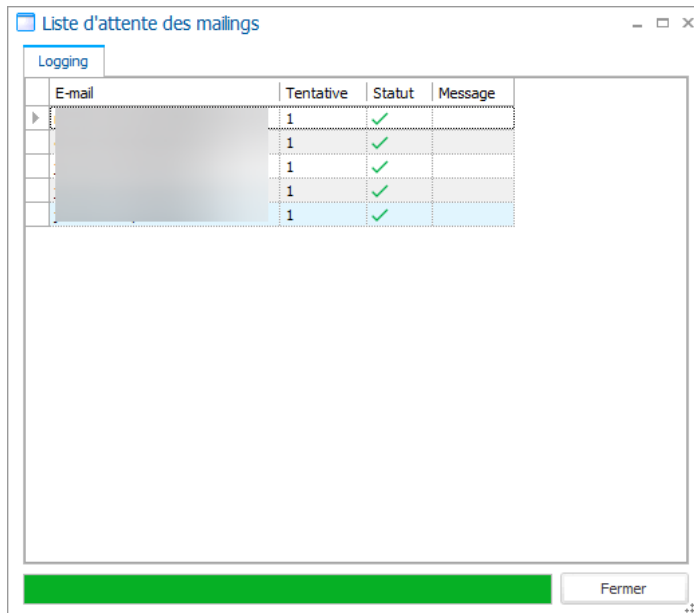 Liste d'attente des mailings
Logging
E-mail Tentative Statut Message
1
1
1
1
1
Fermer